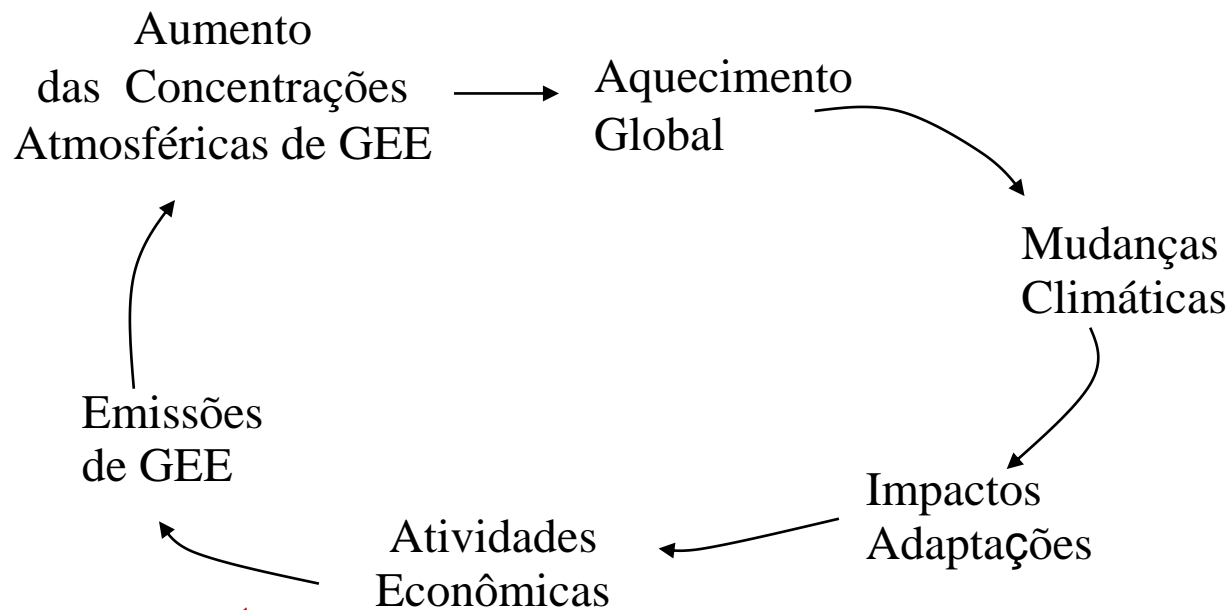 Aumento
das Concentrações
Atmosféricas de GEE
Aquecimento
Global
Mudanças
Climáticas
Impactos
Adaptações
Atividades
Econômicas
Emissões
de GEE